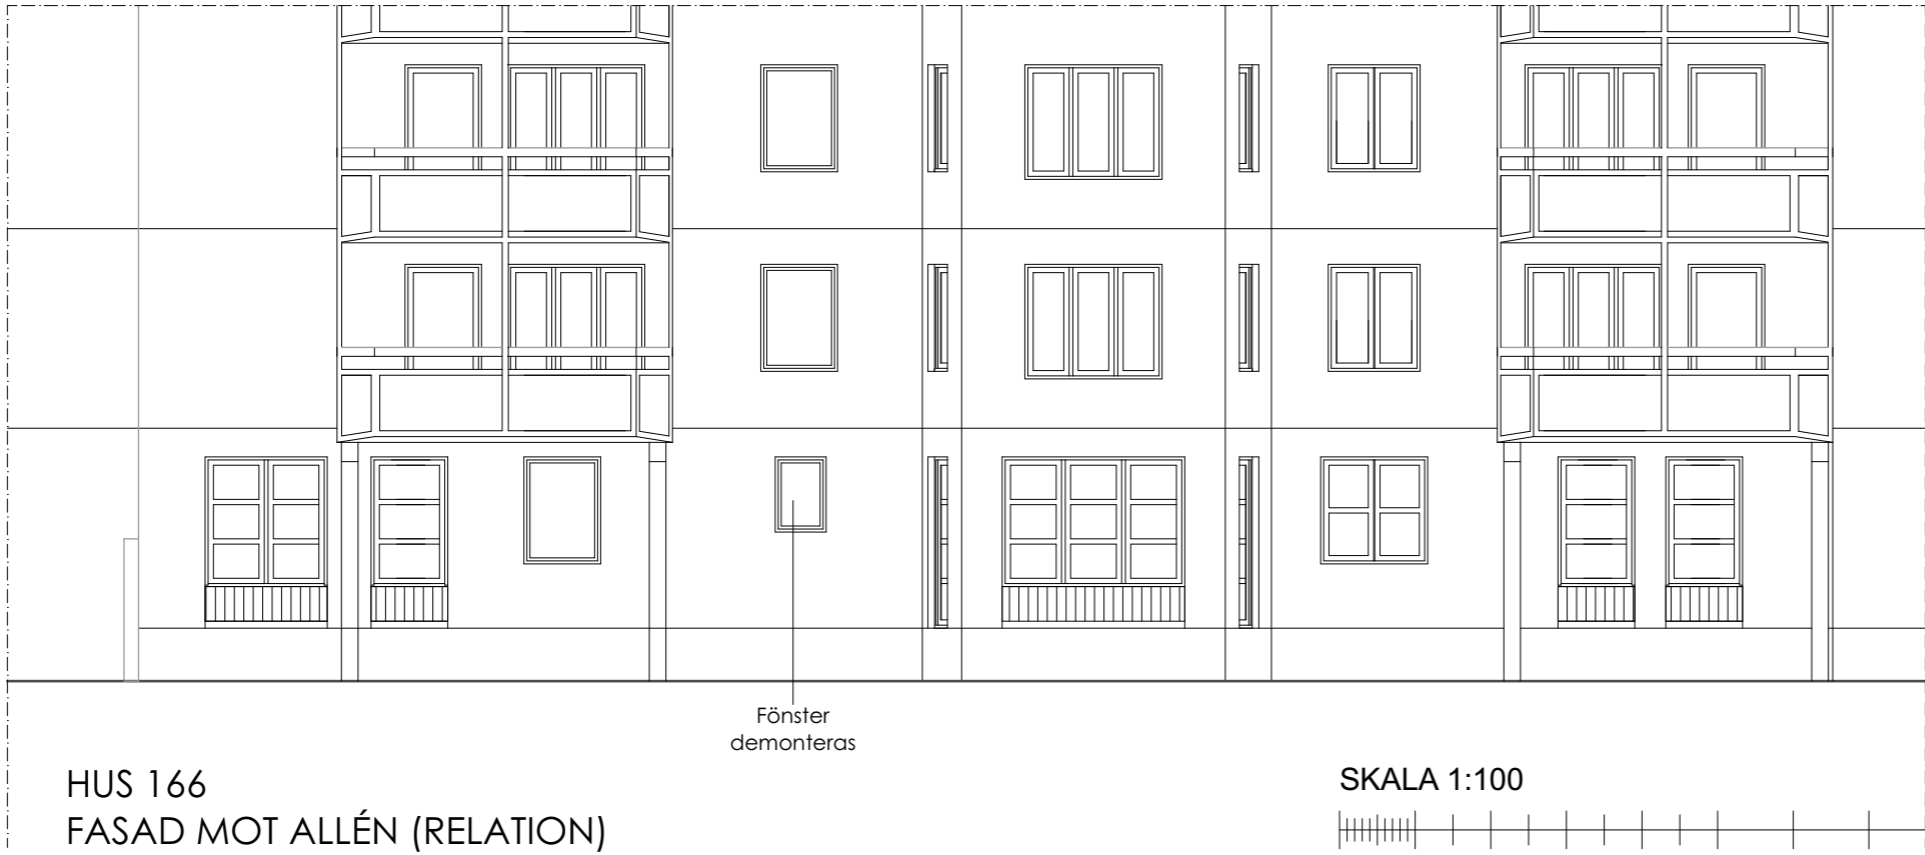 Fönster
demonteras
HUS 166
FASAD MOT ALLÉN (RELATION)
SKALA 1:100